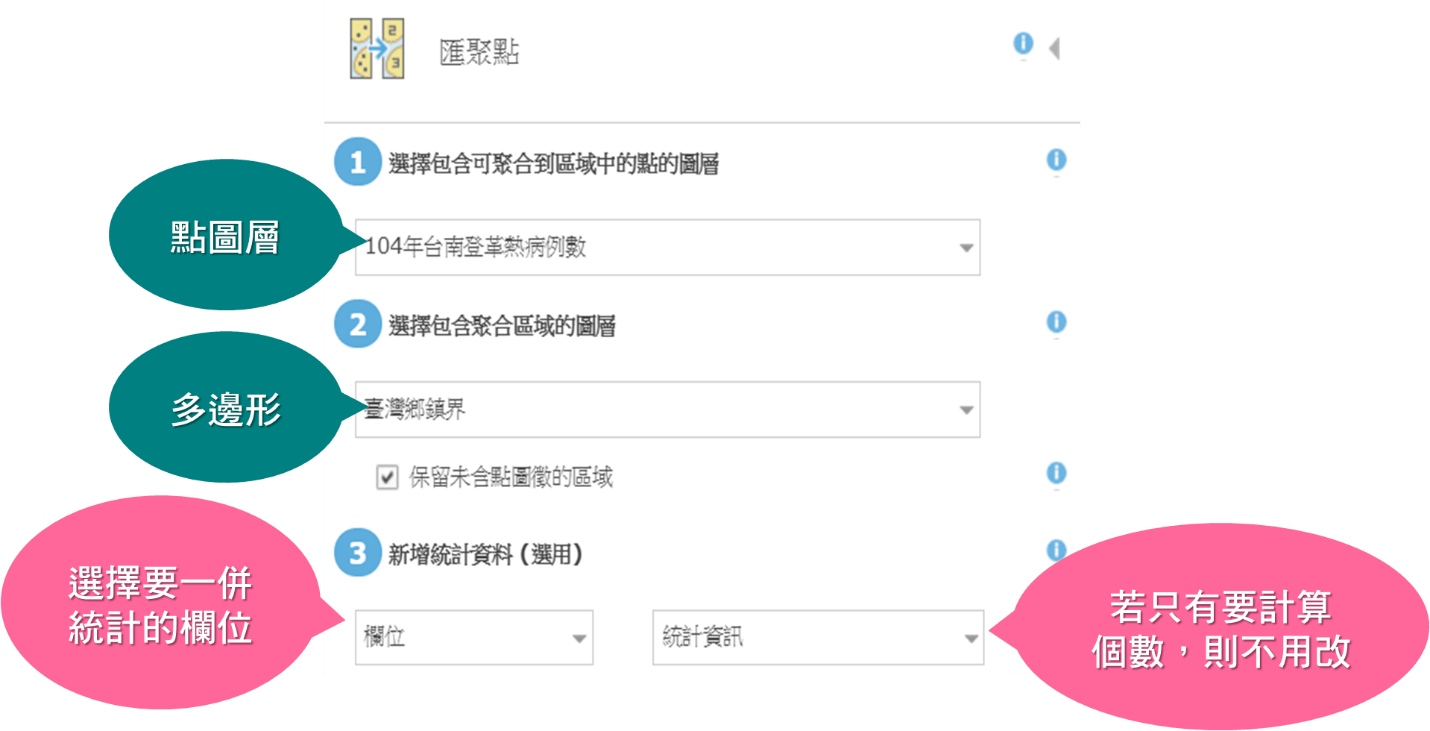 匯聚點
1 選擇包含可聚合到區域中的點的圖層
點圖層
104年台南登革熱病例數
2 選擇包含聚合區域的圖層
多邊形
臺灣鄉鎮界
保留未含點圖徵的區域
3 新增統計資料(選用)
選擇要一併
統計的欄位
欄位
統計資訊
若只有要計算
個數,則不用改